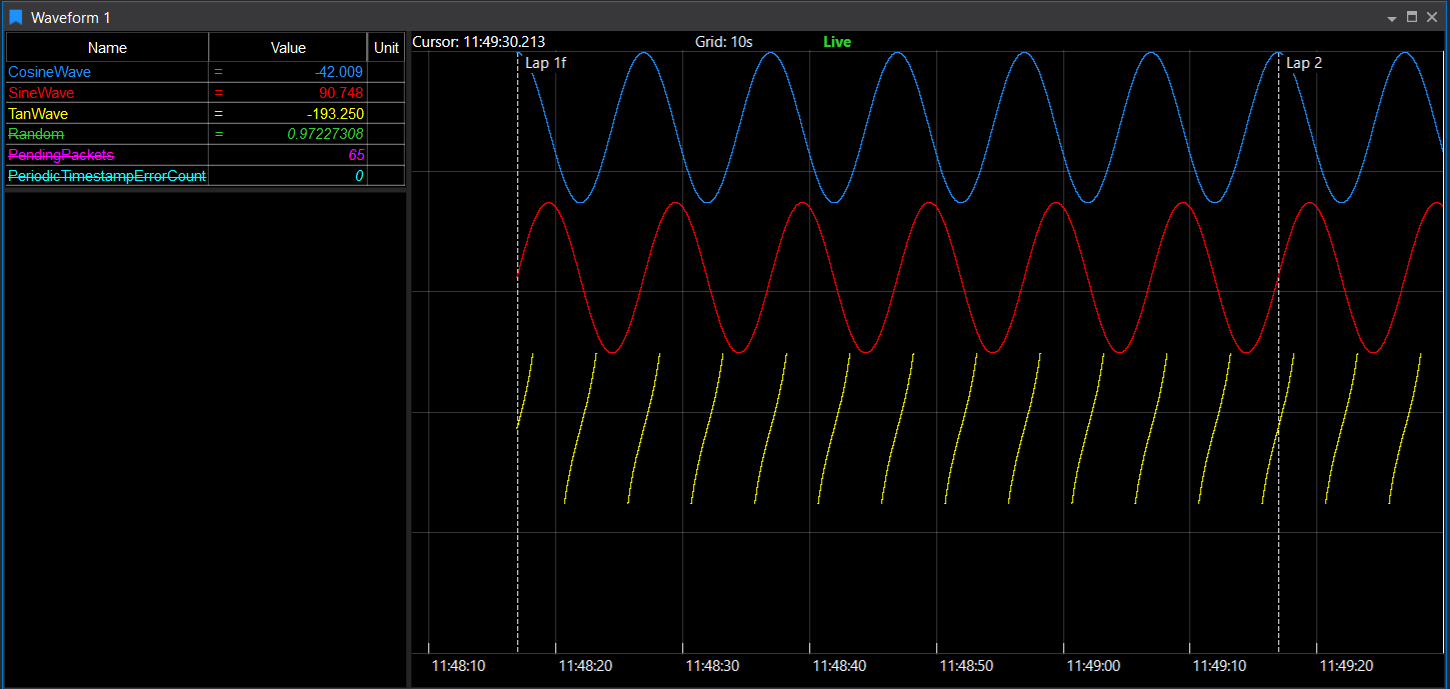 Waveform 1
Name Value Unit
Cursor: 11:49:30.213 Grid: 10s Live
Lap 1f Lap 2
CosineWave = -42.009
SineWave = 90.748
TanWave = -193.250
Random = 0.97227308
PendingPackets 65
PeriodicTimestampErrorCount 0
11:48:10 11:48:20 11:48:30 11:48:40 11:48:50 11:49:00 11:49:10 11:49:20